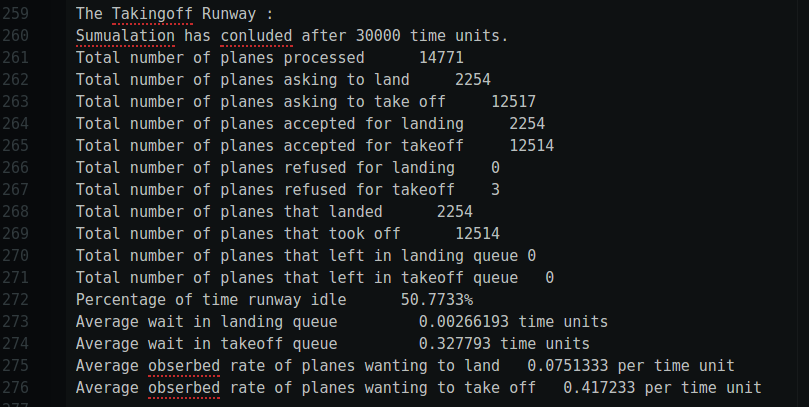 259 The Takingoff Runway :
260 Sumualation has conluded after 30000 time units.
261 Total number of planes processed 14771
262 Total number of planes asking to land 2254
263 Total number of planes asking to take off 12517
264 Total number of planes accepted for landing 2254
265 Total number of planes accepted for takeoff 12514
266 Total number of planes refused for landing 0
267 Total number of planes refused for takeoff 3
268 Total number of planes that landed 2254
269 Total number of planes that took off 12514
270 Total number of planes that left in landing queue 0
271 Total number of planes that left in takeoff queue 0
272 Percentage of time runway idle 50.7733%
273 Average wait in landing queue 0.00266193 time units
274 Average wait in takeoff queue 0.327793 time units
275 Average obserbed rate of planes wanting to land 0.0751333 per time unit
276 Average obserbed rate of planes wanting to take off 0.417233 per time unit